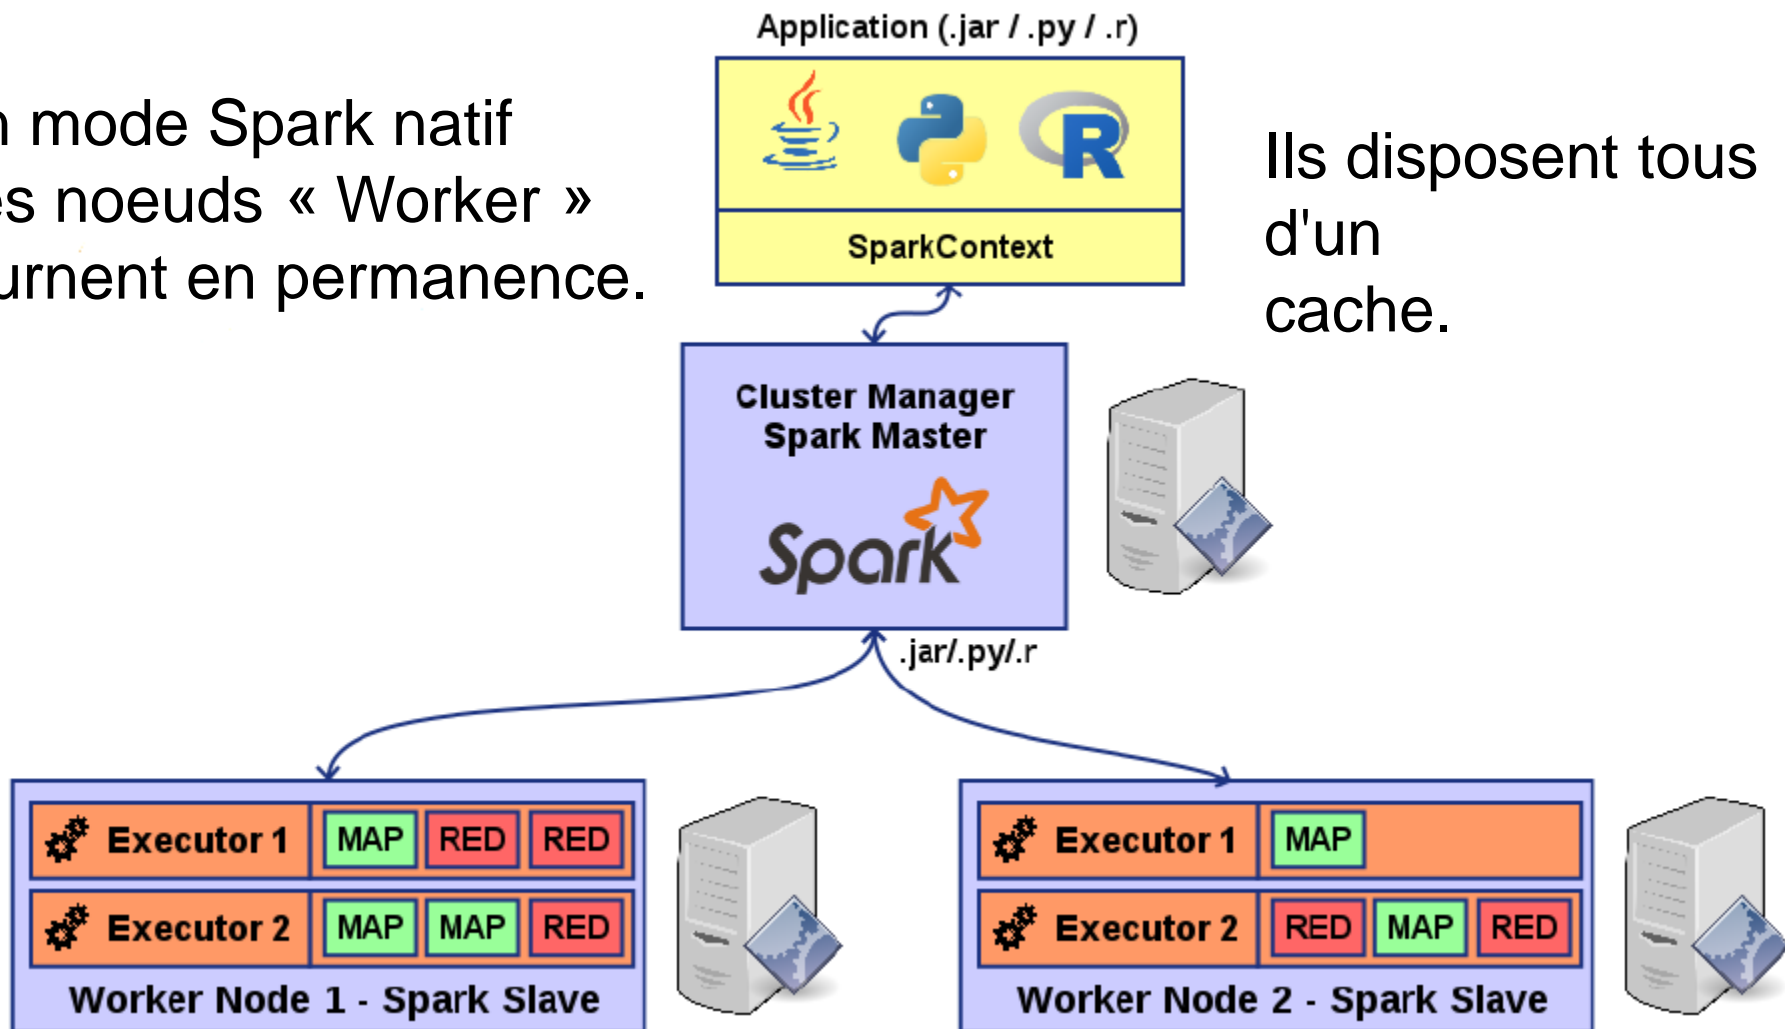 Application (.jar / .py / .r)
n mode Spark natif
es noeuds « Worker »
urnent en permanence.
R
SparkContext
Ils disposent tous
d'un
cache.
Cluster Manager
Spark Master
Spark
.jar/.py/.r
Executor 1 MAP RED RED
Executor 2 MAP MAP RED
Worker Node 1 - Spark Slave
Executor 1 MAP
Executor 2 RED MAP RED
Worker Node 2 - Spark Slave